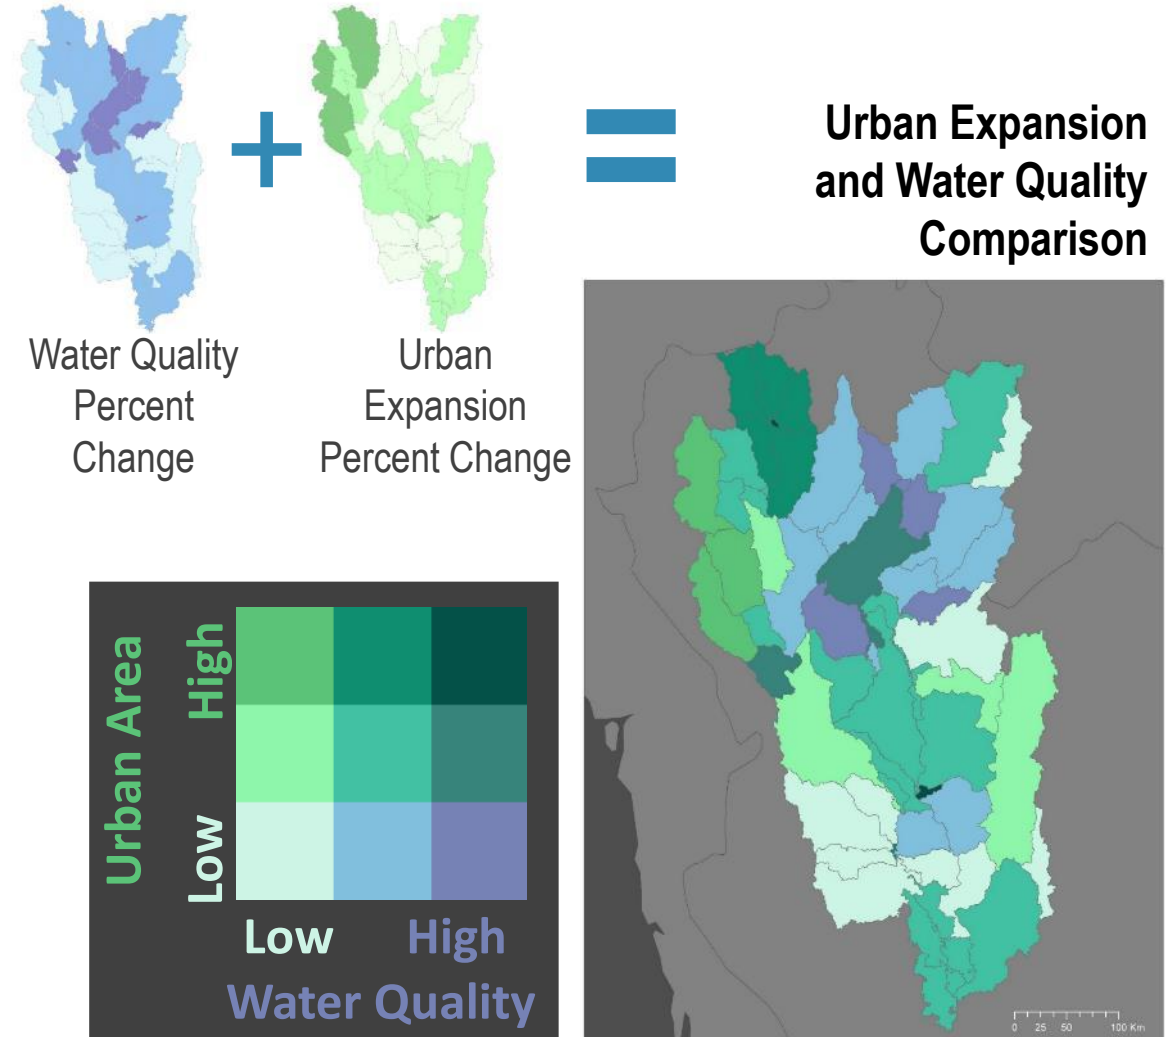 Water Quality
Percent
Change
+
Urban
Expansion
Percent Change
=
Urban Expansion
and Water Quality
Comparison
Urban Area
High
Low
Low High
Water Quality
0 25 50 100 Km